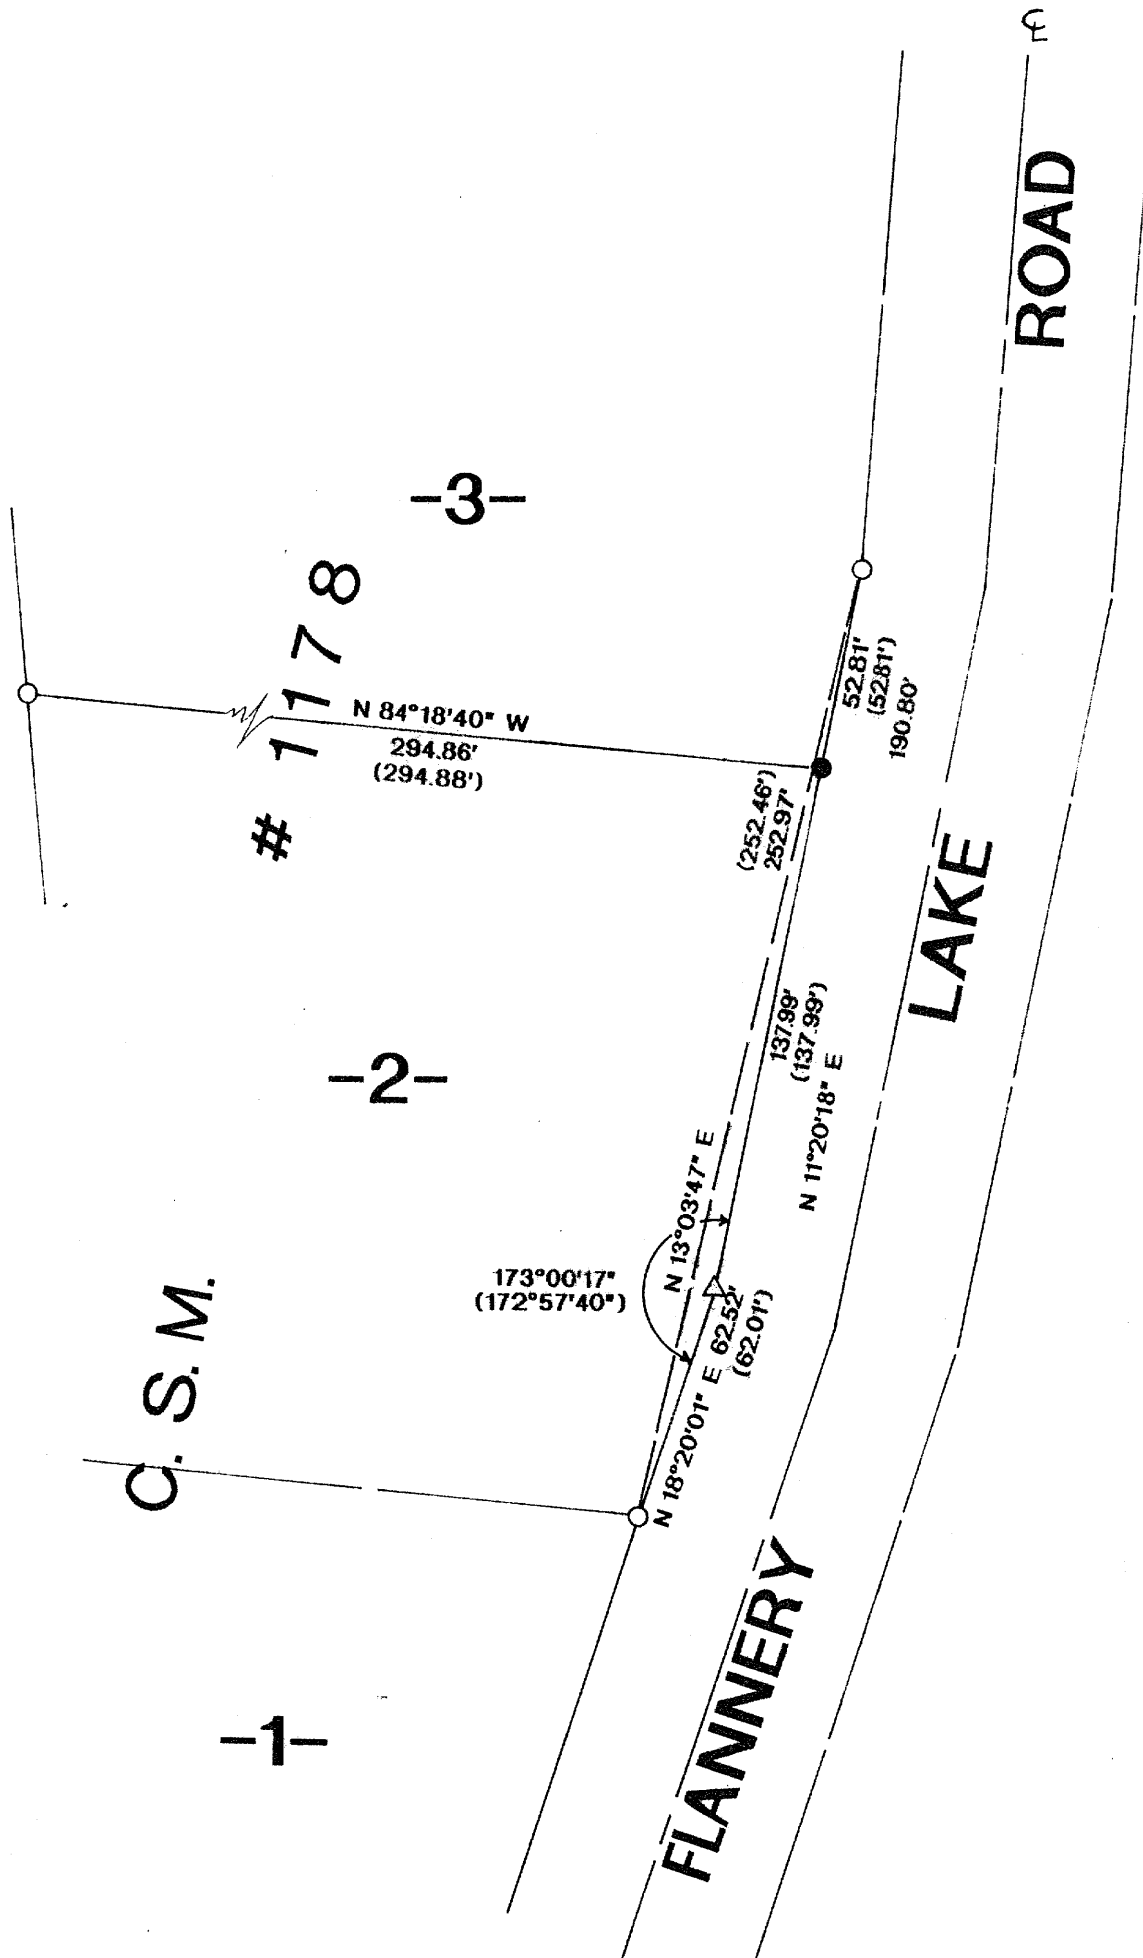 ℄
ROAD
-3-
# 1178
N 84°18'40" W
294.86'
(294.88')
52.81'
(52.81')
190.80'
(252.46')
252.97'
LAKE
137.99'
(137.99')
N 11°20'18" E
-2-
N 13°03'47" E
173°00'17"
(172°57'40")
62.52'
(62.01')
N 18°20'01" E
C. S. M.
FLANNERY
-1-